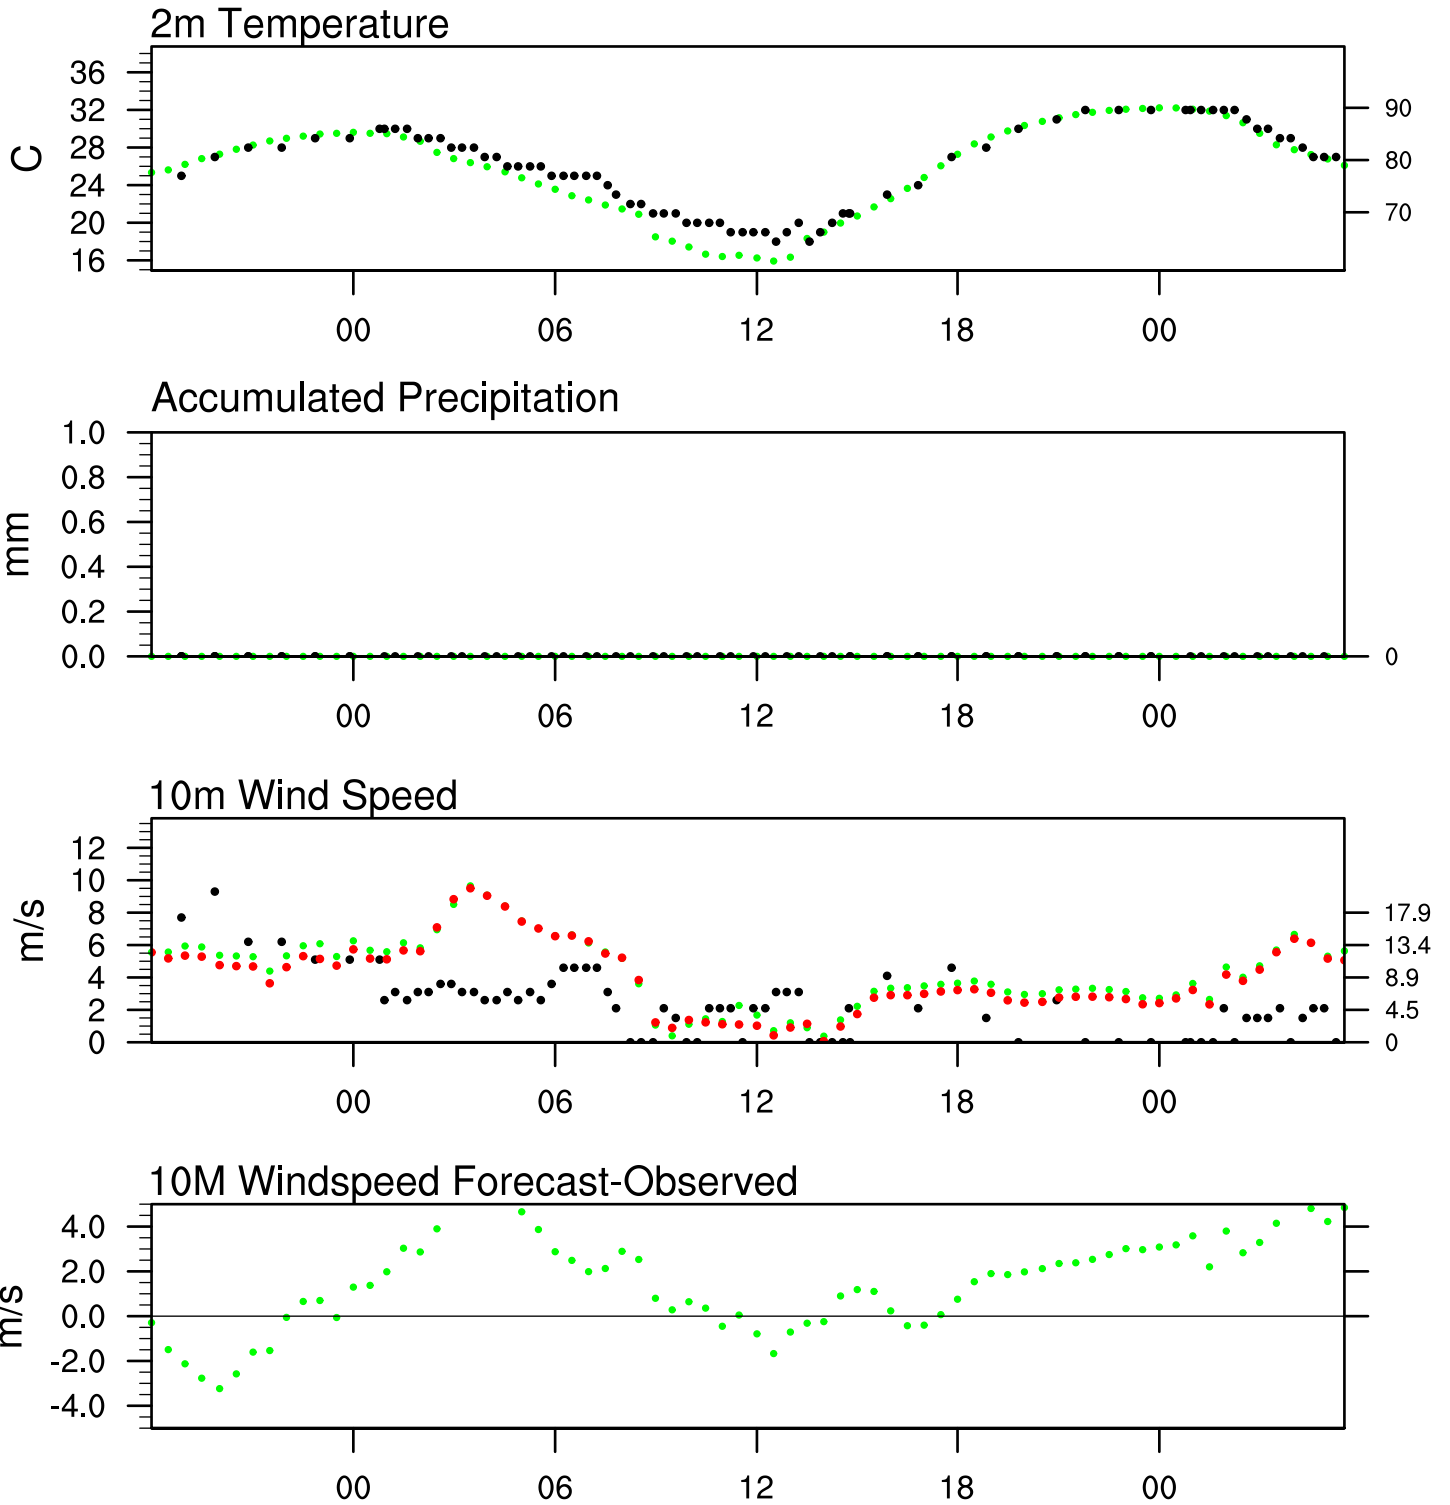 2m Temperature
C
36
32
28
24
20
16
90
80
70
00 06 12 18 00
Accumulated Precipitation
mm
1.0
0.8
0.6
0.4
0.2
0.0
0
00 06 12 18 00
10m Wind Speed
m/s
12
10
8
6
4
2
0
17.9
13.4
8.9
4.5
0
00 06 12 18 00
10M Windspeed Forecast-Observed
m/s
4.0
2.0
0.0
-2.0
-4.0
00 06 12 18 00